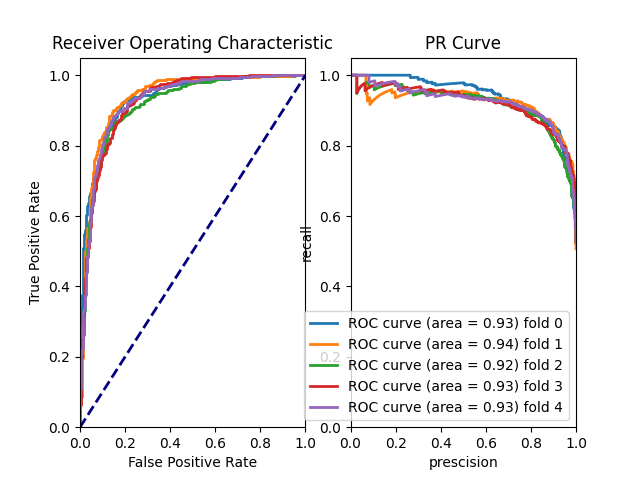 Receiver Operating Characteristic
PR Curve
1.0
0.8
0.6
0.4
0.2
0.0
True Positive Rate
0.0 0.2 0.4 0.6 0.8 1.0
False Positive Rate
1.0
0.8
0.6
0.4
0.2
0.0
recall
0.0 0.2 0.4 0.6 0.8 1.0
prescision
ROC curve (area = 0.93) fold 0
ROC curve (area = 0.94) fold 1
ROC curve (area = 0.92) fold 2
ROC curve (area = 0.93) fold 3
ROC curve (area = 0.93) fold 4